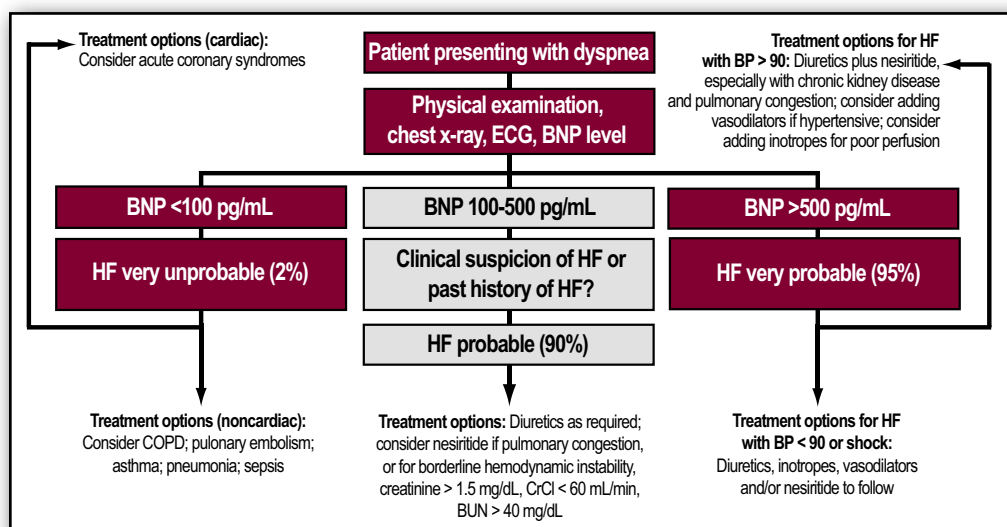 Treatment options (cardiac):
Consider acute coronary syndromes
Patient presenting with dyspnea
Treatment options for HF
with BP > 90: Diuretics plus nesiritide,
especially with chronic kidney disease
and pulmonary congestion; consider adding
vasodilators if hypertensive; consider
adding inotropes for poor perfusion
Physical examination,
chest x-ray, ECG, BNP level
BNP <100 pg/mL
BNP 100-500 pg/mL
BNP >500 pg/mL
HF very unprobable (2%)
Clinical suspicion of HF or
past history of HF?
HF very probable (95%)
HF probable (90%)
Treatment options (noncardiac):
Consider COPD; pulonary embolism;
asthma; pneumonia; sepsis
Treatment options: Diuretics as required;
consider nesiritide if pulmonary congestion,
or for borderline hemodynamic instability,
creatinine > 1.5 mg/dL, CrCl < 60 mL/min,
BUN > 40 mg/dL
Treatment options for HF
with BP < 90 or shock:
Diuretics, inotropes, vasodilators
and/or nesiritide to follow